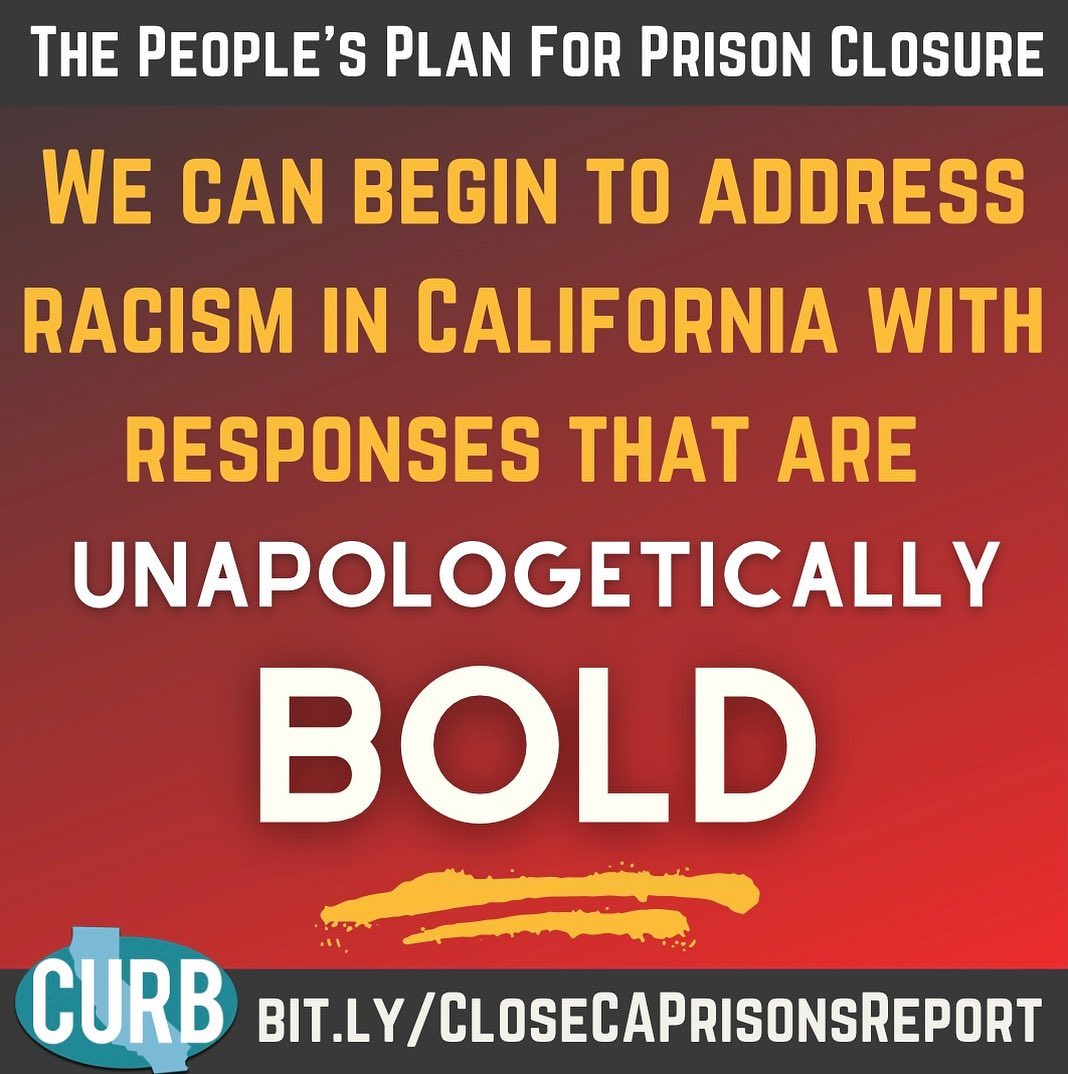 The People's Plan For Prison Closure
We can begin to address
racism in California with
responses that are
UNAPOLOGETICALLY
BOLD
CURB
bit.ly/CloseCAPrisonsReport